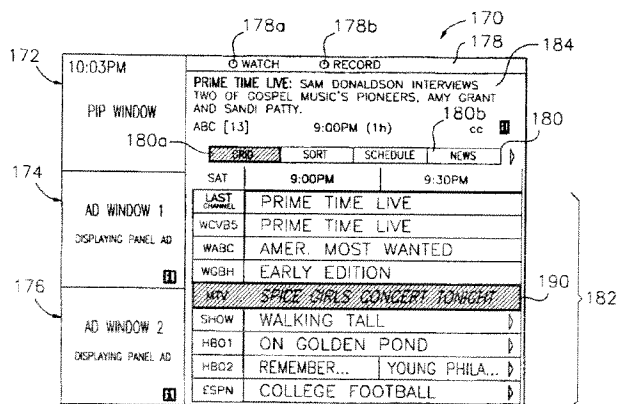 178a 178b 170
172 178 184
10:03PM
WATCH RECORD
PIP WINDOW
PRIME TIME LIVE: SAM DONALDSON INTERVIEWS
TWO OF GOSPEL MUSIC'S PIONEERS, AMY GRANT
AND SANDI PATTY.
180b
ABC [13] 9:00PM (1h) cc
180a 180
GRID SORT SCHEDULE NEWS
174
SAT 9:00PM 9:30PM
AD WINDOW 1
DISPLAYING PANEL AD
LAST CHANNEL PRIME TIME LIVE
WCVB5 PRIME TIME LIVE
WABC AMER. MOST WANTED
WGBH EARLY EDITION
190
176
182
MTV SPICE GIRLS CONCERT TONIGHT
AD WINDOW 2
DISPLAYING PANEL AD
SHOW WALKING TALL
HBO1 ON GOLDEN POND
HBO2 REMEMBER... YOUNG PHILA...
ESPN COLLEGE FOOTBALL